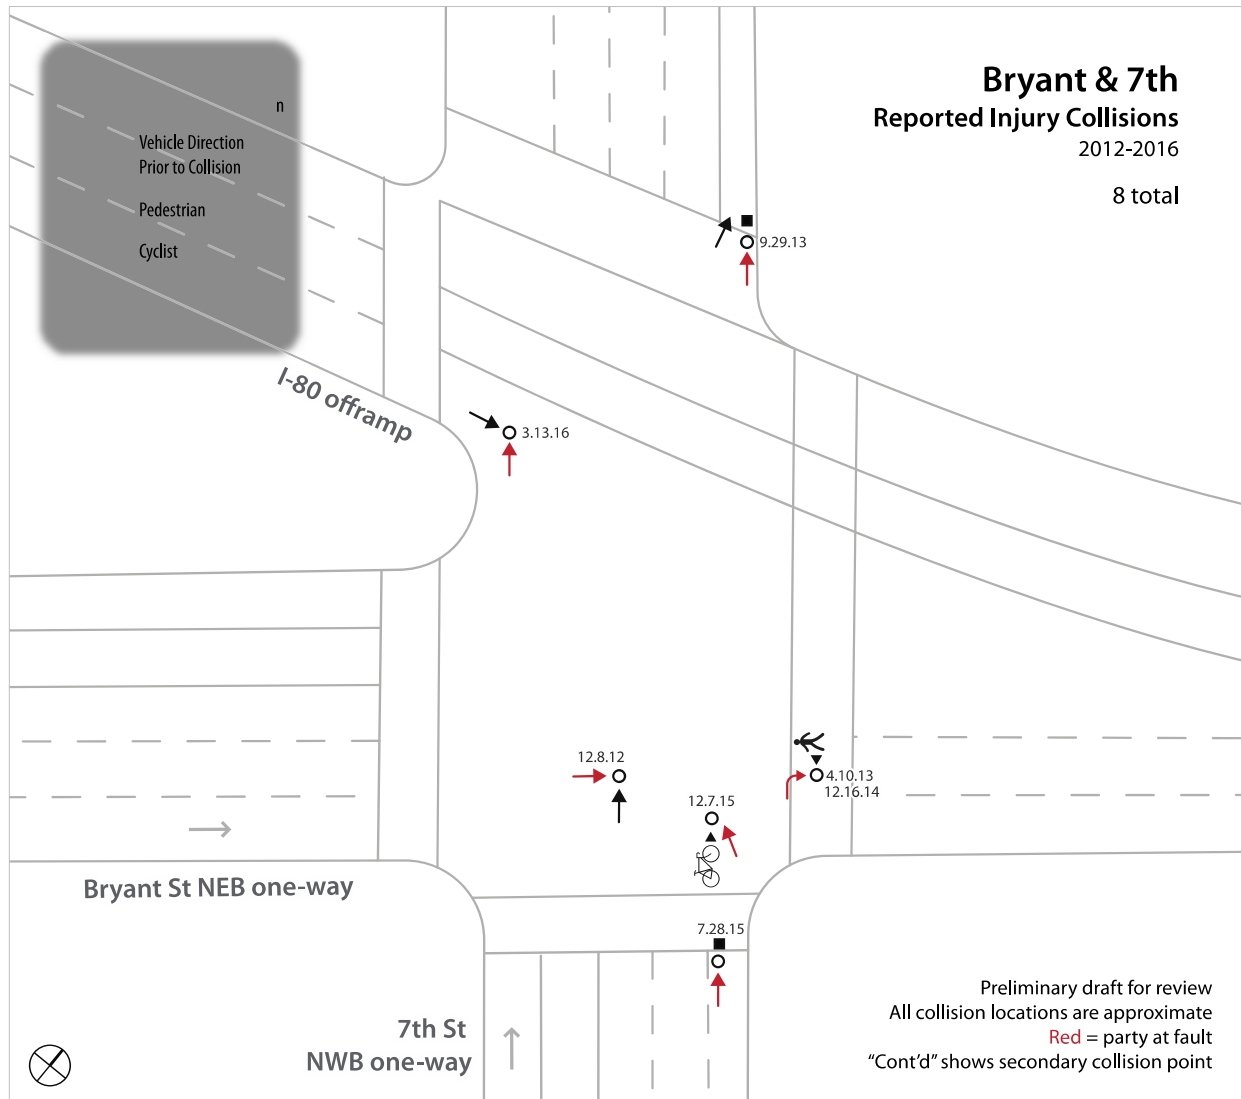 Bryant & 7th
Reported Injury Collisions
2012-2016
8 total
n
Vehicle Direction
Prior to Collision
Pedestrian
Cyclist
9.29.13
I-80 offramp
3.13.16
12.8.12
4.10.13
12.16.14
12.7.15
Bryant St NEB one-way
7.28.15
7th St
NWB one-way
Preliminary draft for review
All collision locations are approximate
Red = party at fault
“Cont’d” shows secondary collision point